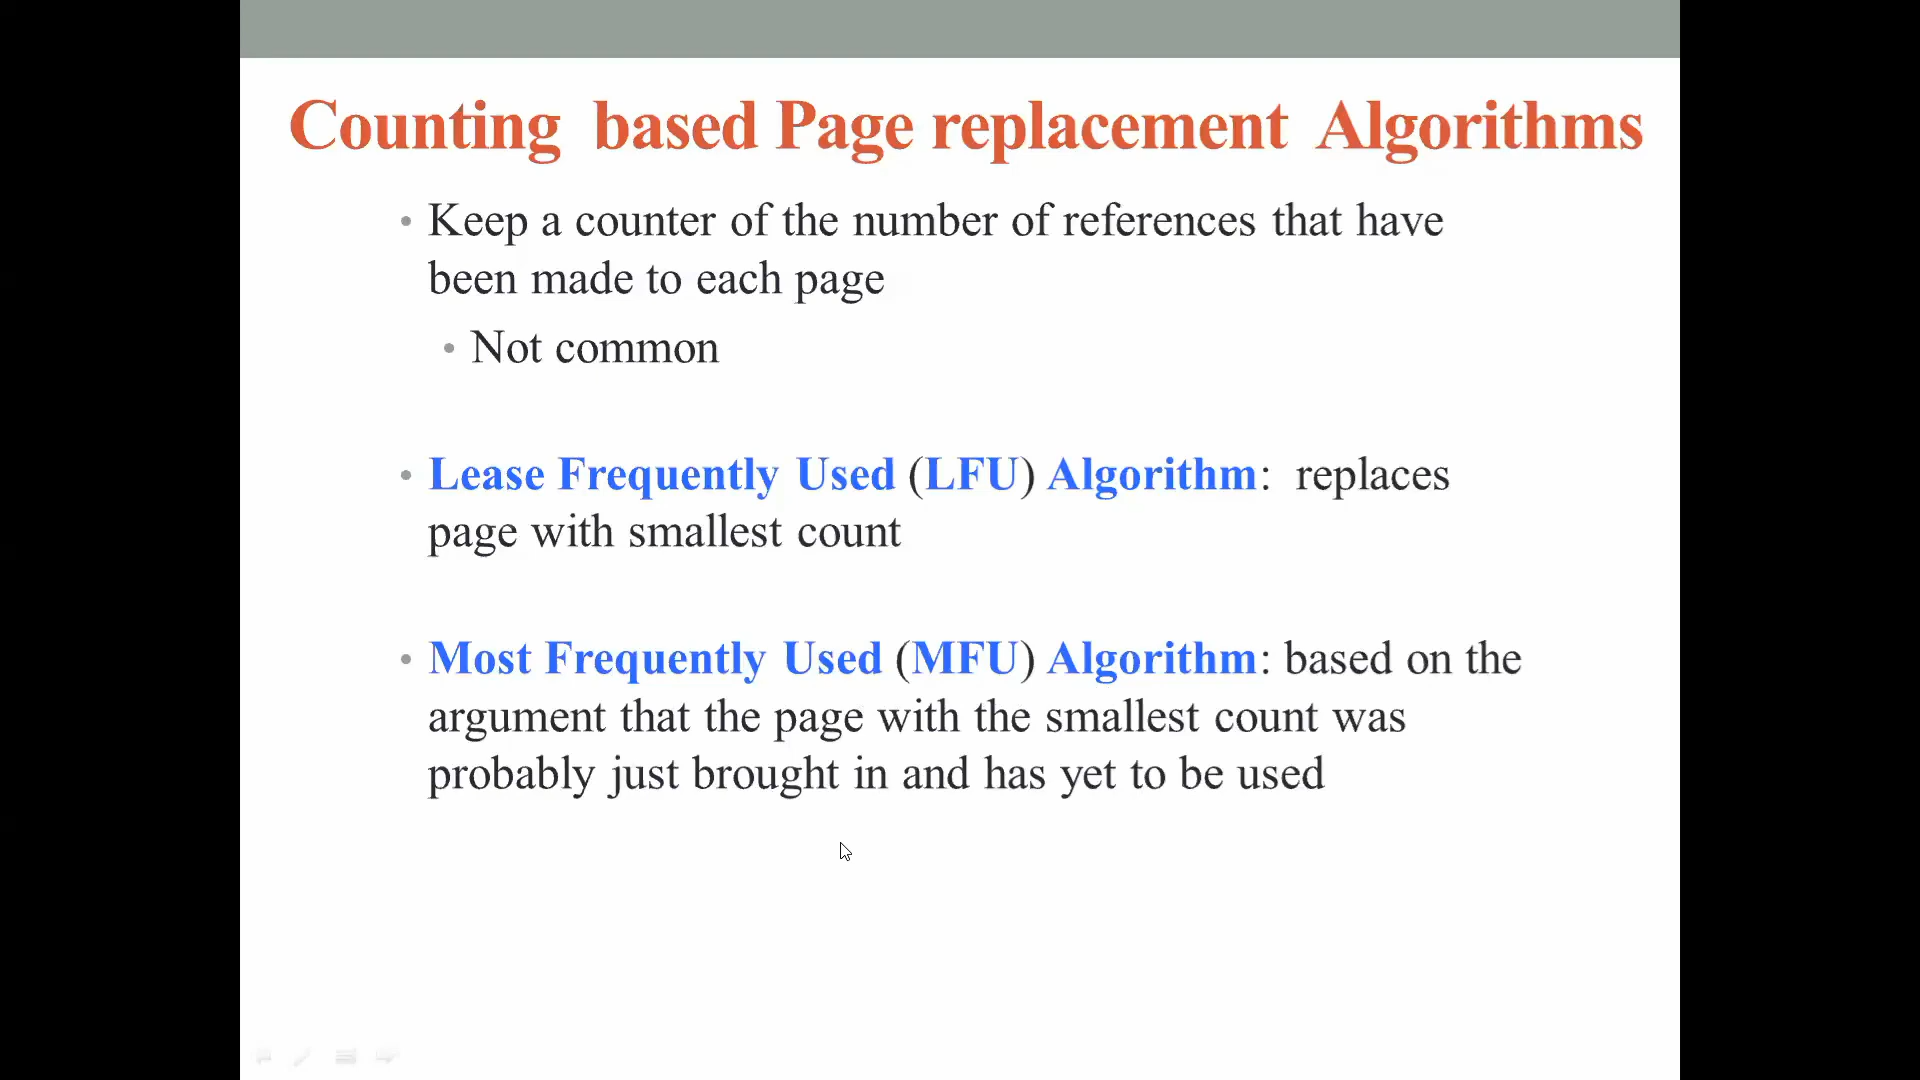 Counting based Page replacement Algorithms
• Keep a counter of the number of references that have
been made to each page
• Not common
• Lease Frequently Used (LFU) Algorithm: replaces
page with smallest count
• Most Frequently Used (MFU) Algorithm: based on the
argument that the page with the smallest count was
probably just brought in and has yet to be used